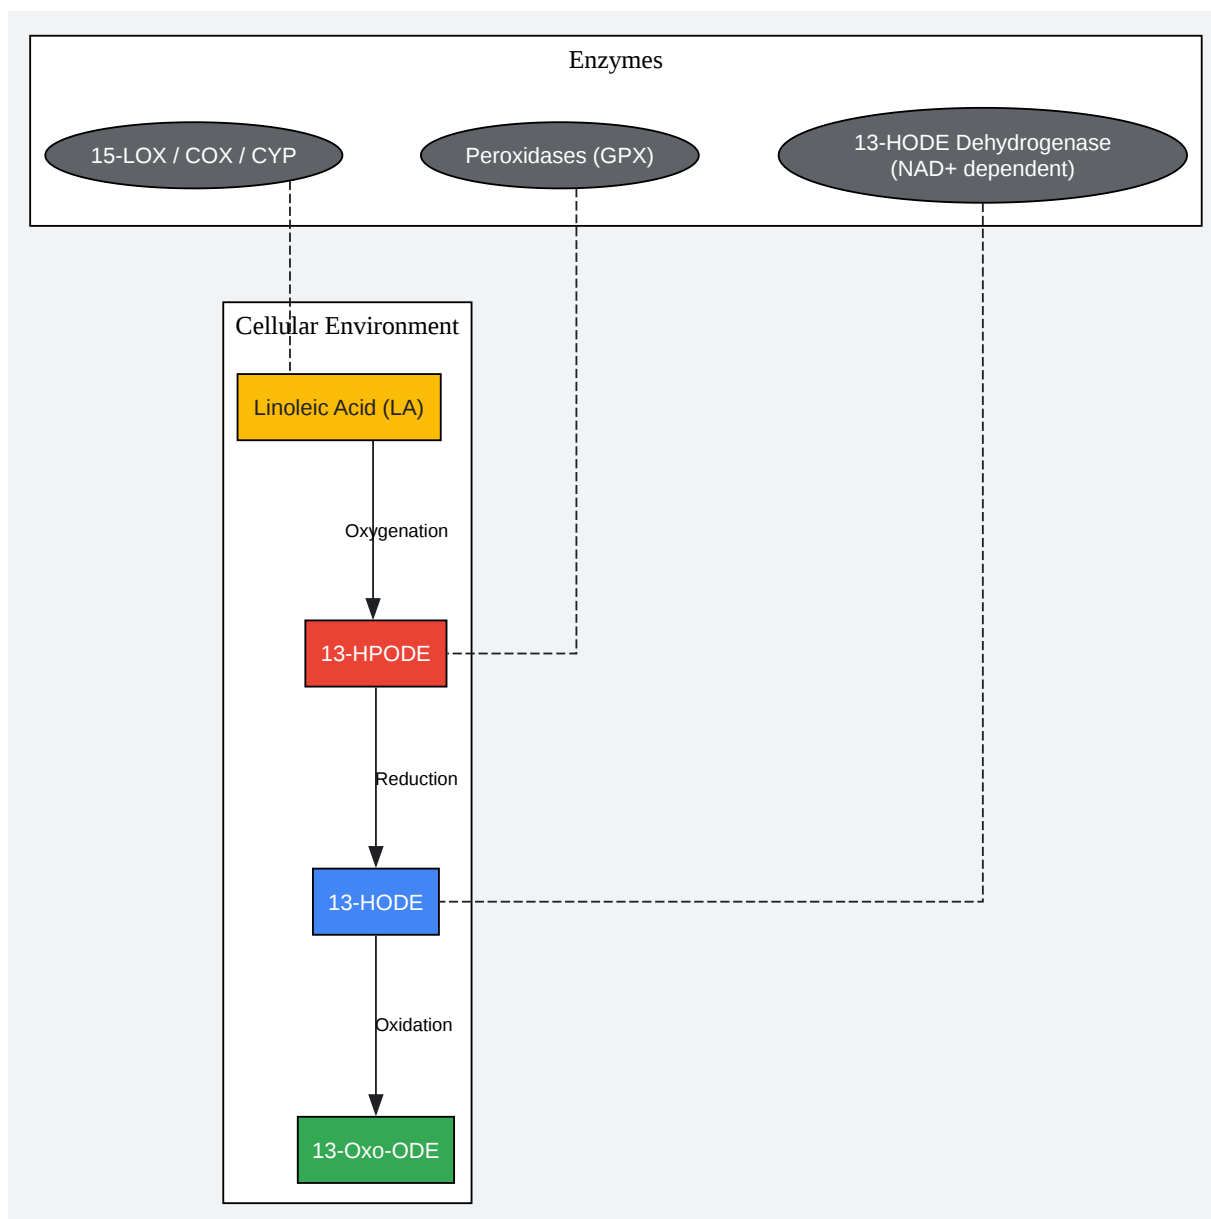 Enzymes
15-LOX / COX / CYP
Peroxidases (GPX)
13-HODE Dehydrogenase
(NAD+ dependent)
Cellular Environment
Linoleic Acid (LA)
Oxygenation
13-HPODE
Reduction
13-HODE
Oxidation
13-Oxo-ODE